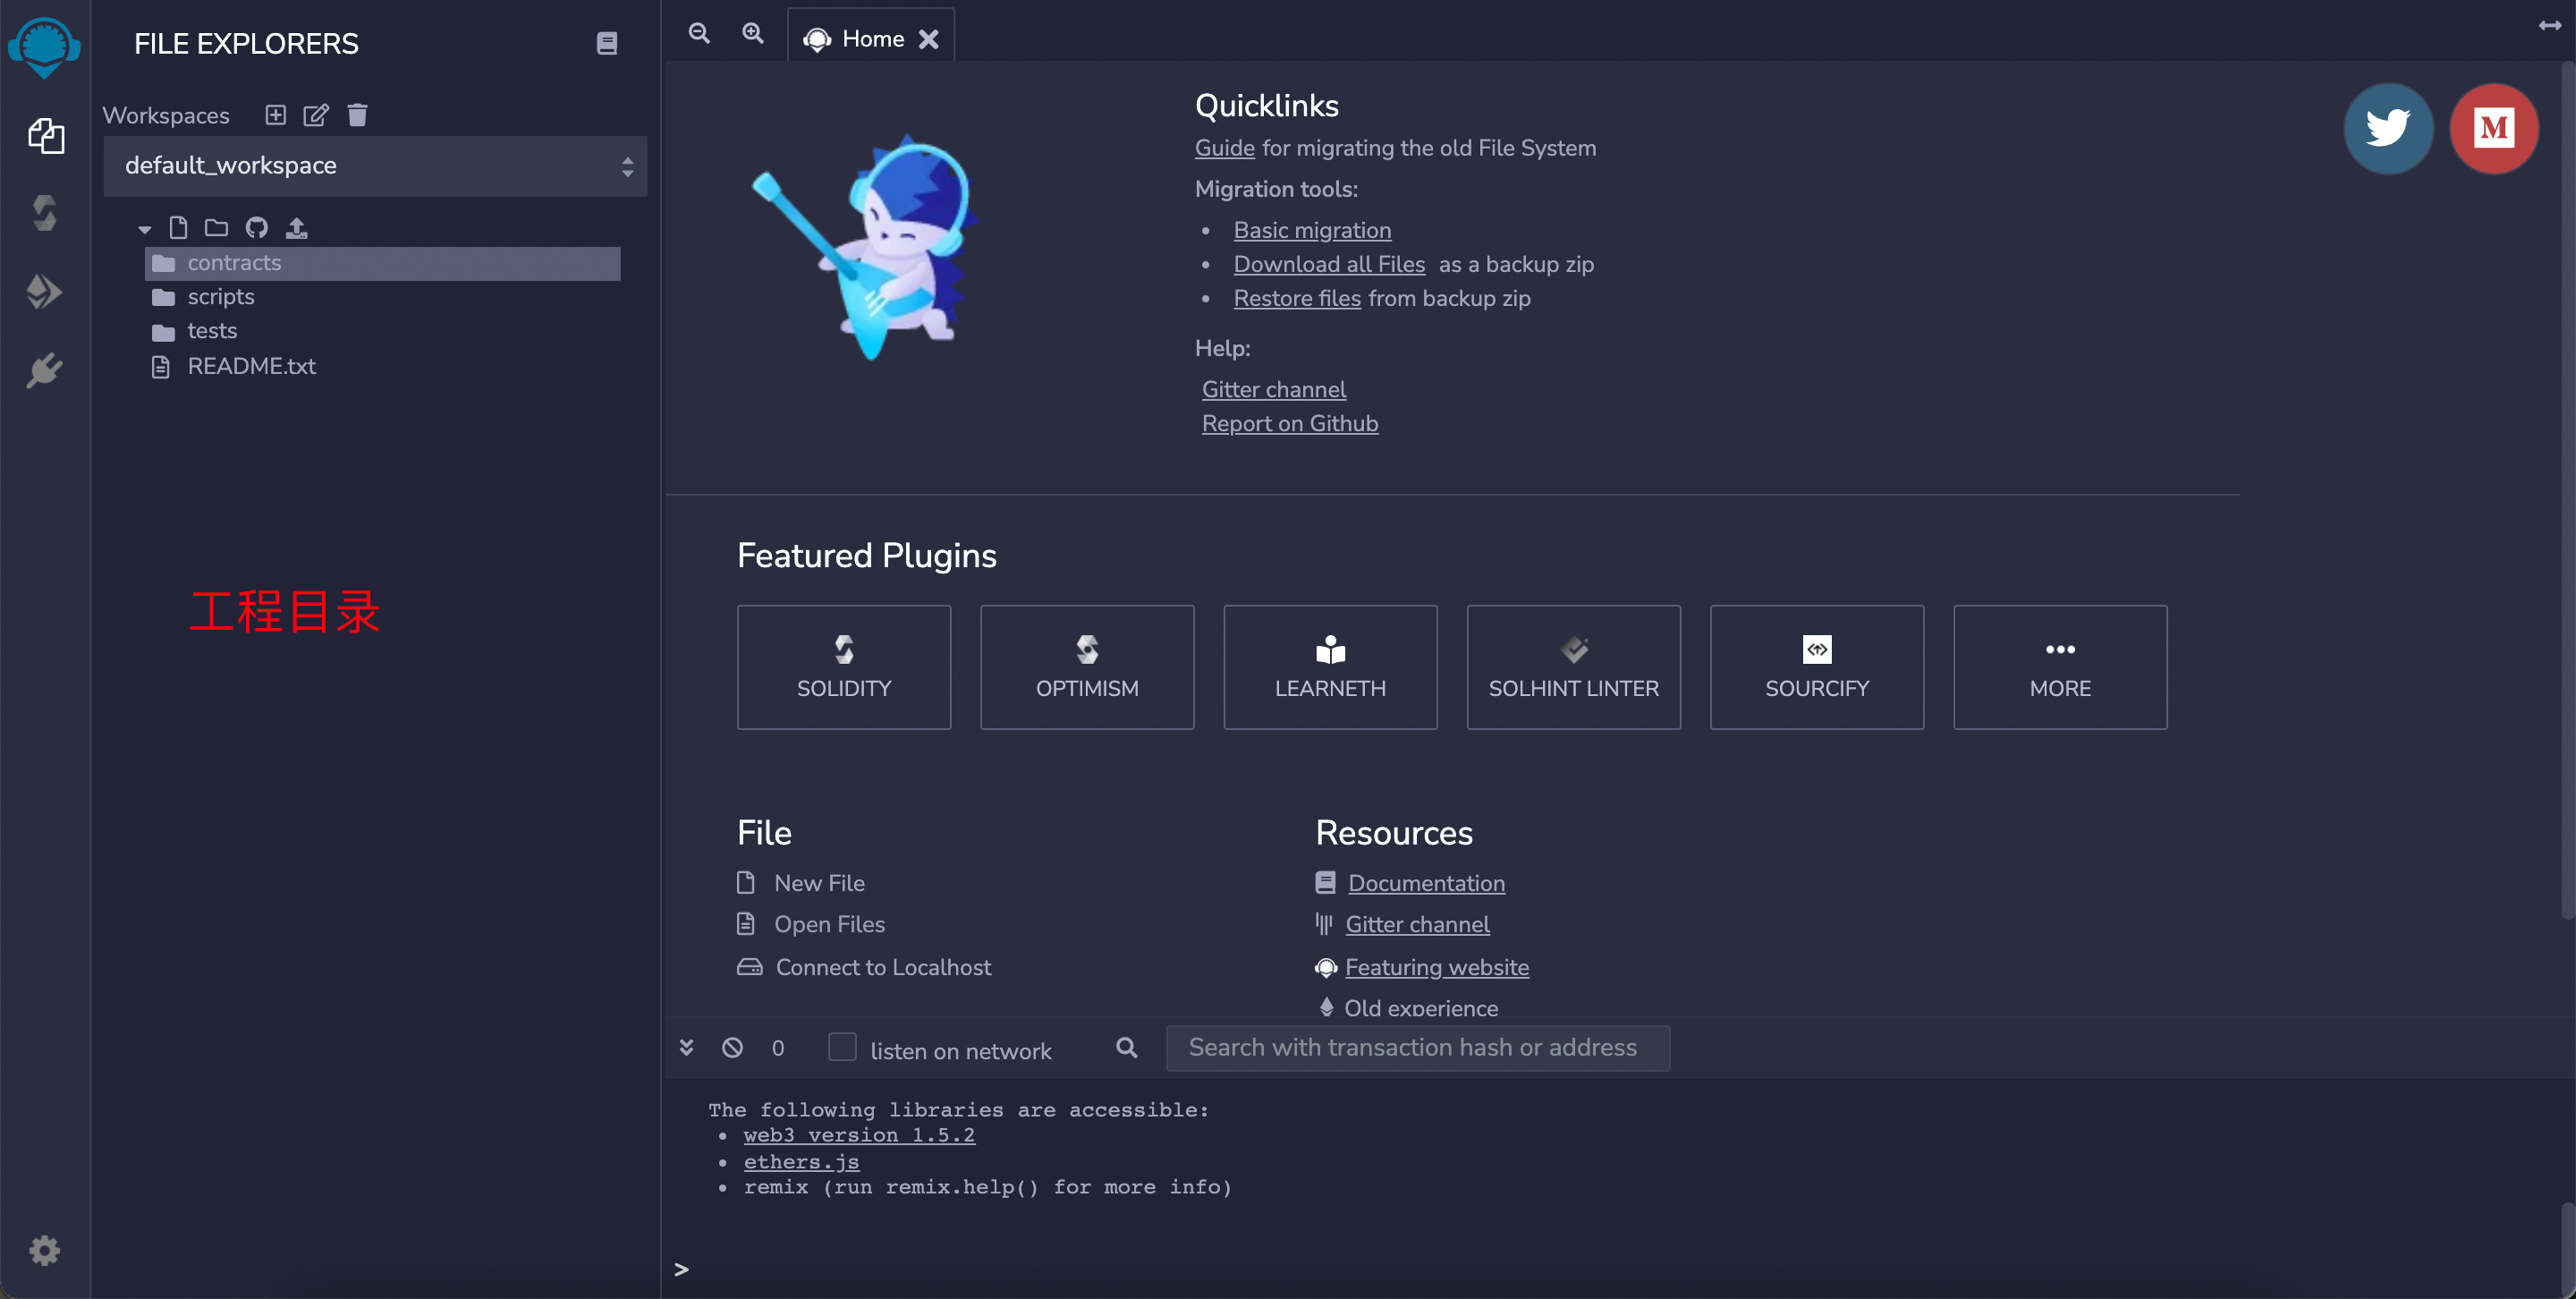 FILE EXPLORERS
Workspaces
default_workspace
contracts
scripts
tests
README.txt
工程目录
Home
Quicklinks
Guide for migrating the old File System
Migration tools:
Basic migration
Download all Files as a backup zip
Restore files from backup zip
Help:
Gitter channel
Report on Github
M
Featured Plugins
SOLIDITY
OPTIMISM
LEARNETH
SOLHINT LINTER
SOURCIFY
MORE
File
New File
Open Files
Connect to Localhost
Resources
Documentation
Gitter channel
Featuring website
Old experience
0
listen on network
Search with transaction hash or address
The following libraries are accessible:
web3 version 1.5.2
ethers.js
remix (run remix.help() for more info)
>